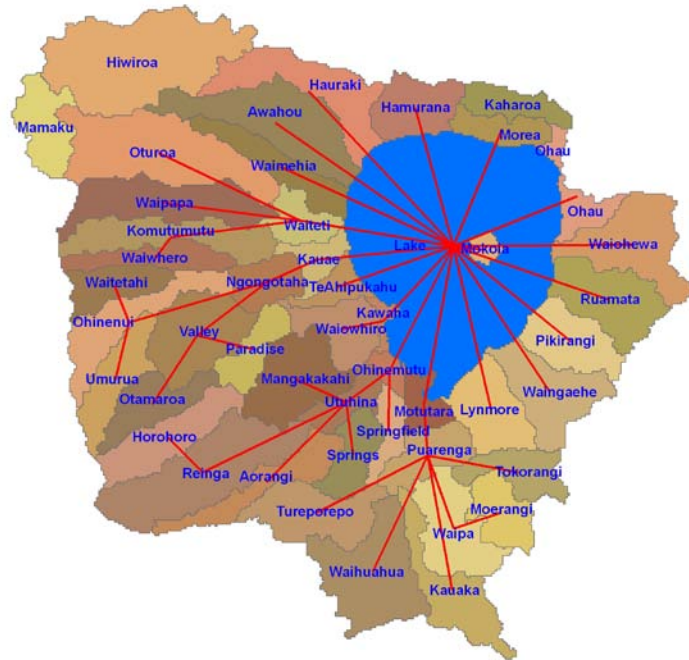 Hiwiroa
Hauraki
Hamurana
Kaharoa
Mamaku
Awahou
Morea
Oturoa
Waimehia
Ohau
Waipapa
Ohau
Komutumutu
Waiteti
Waiwhero
Lake
Mokoia
Waiohewa
Kauae
Waitetahi
Ngongotaha
TeAhipukahu
Ruamata
Ohinenui
Valley
Kawaha
Waiowhiro
Pikirangi
Paradise
Umurua
Mangakakahi
Ohinemutu
Waingaehe
Otamaroa
Utuhina
Motutara
Lynmore
Horohoro
Springfield
Springs
Puarenga
Reinga
Aorangi
Tokorangi
Tureporepo
Moerangi
Waipa
Waihuahua
Kauaka